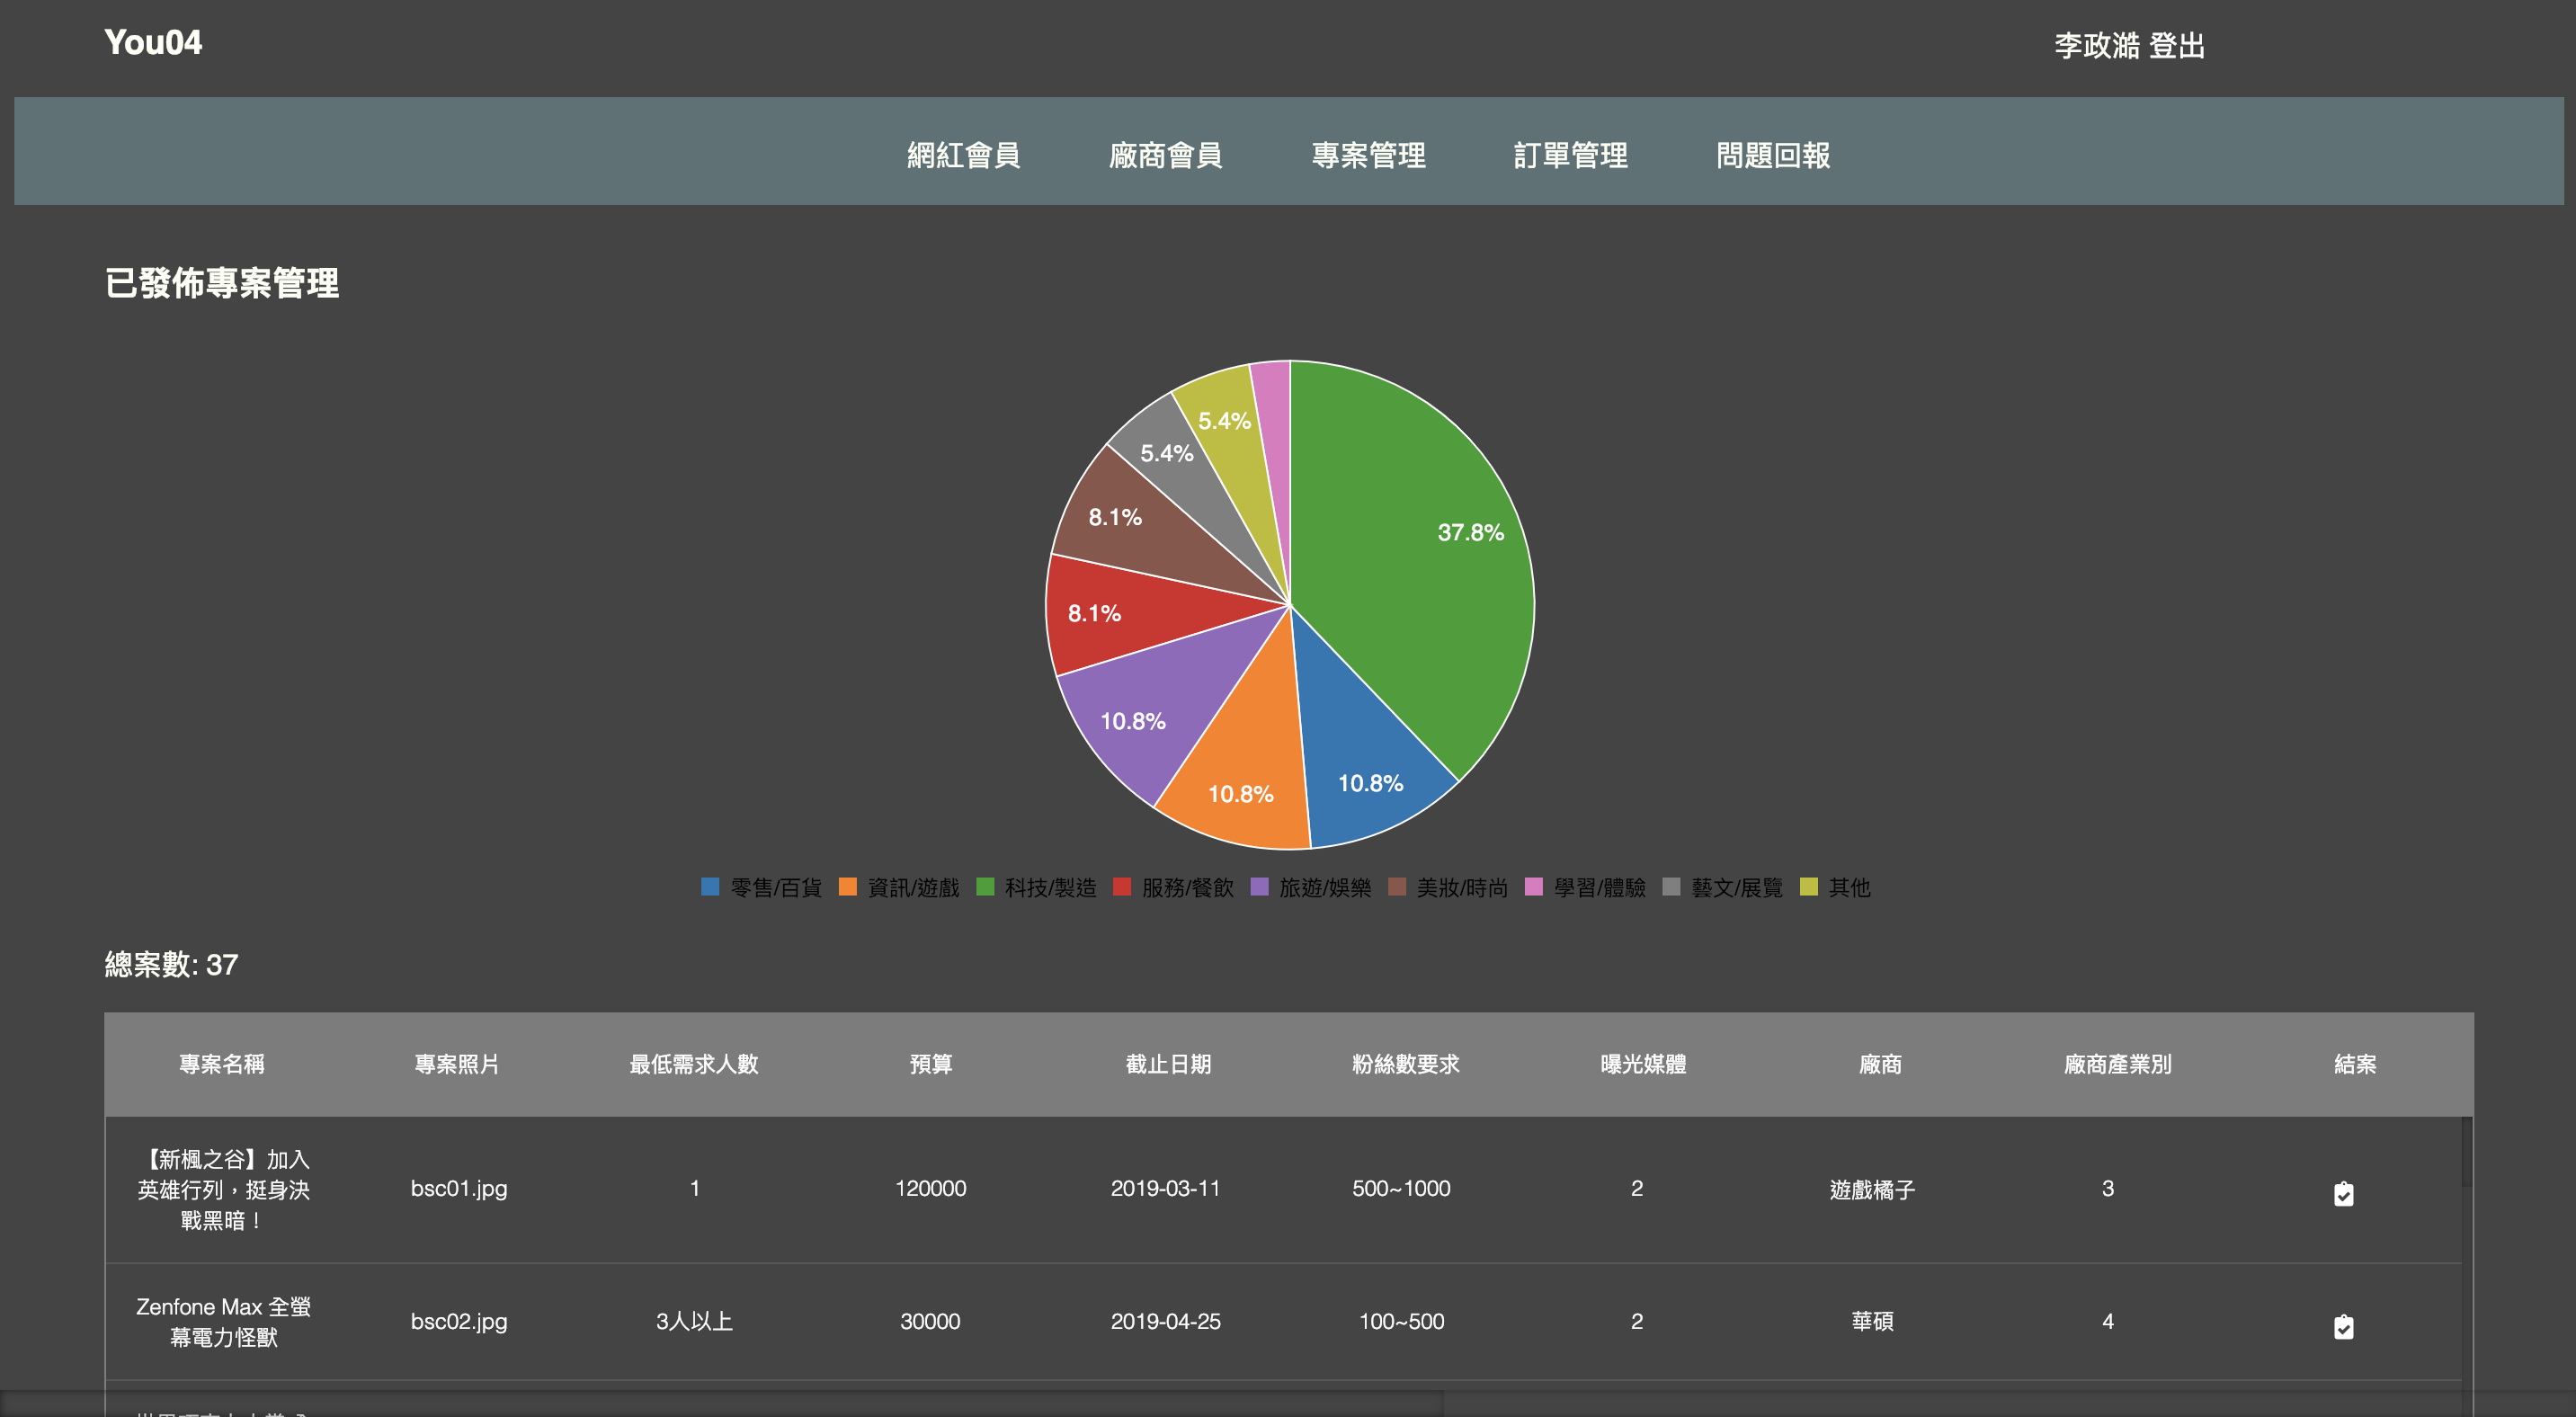 You04
李政澔 登出
網紅會員 廠商會員 專案管理 訂單管理 問題回報
已發佈專案管理
5.4%
5.4%
8.1%
37.8%
8.1%
10.8%
10.8%
10.8%
零售/百貨 資訊/遊戲 科技/製造 服務/餐飲 旅遊/娛樂 美妝/時尚 學習/體驗 藝文/展覽 其他
總案數: 37
專案名稱 專案照片 最低需求人數 預算 截止日期 粉絲數要求 曝光媒體 廠商 廠商產業別 結案
【新楓之谷】加入
英雄行列，挺身決
戰黑暗！
bsc01.jpg 1 120000 2019-03-11 500~1000 2 遊戲橘子 3
Zenfone Max 全螢
幕電力怪獸
bsc02.jpg 3人以上 30000 2019-04-25 100~500 2 華碩 4